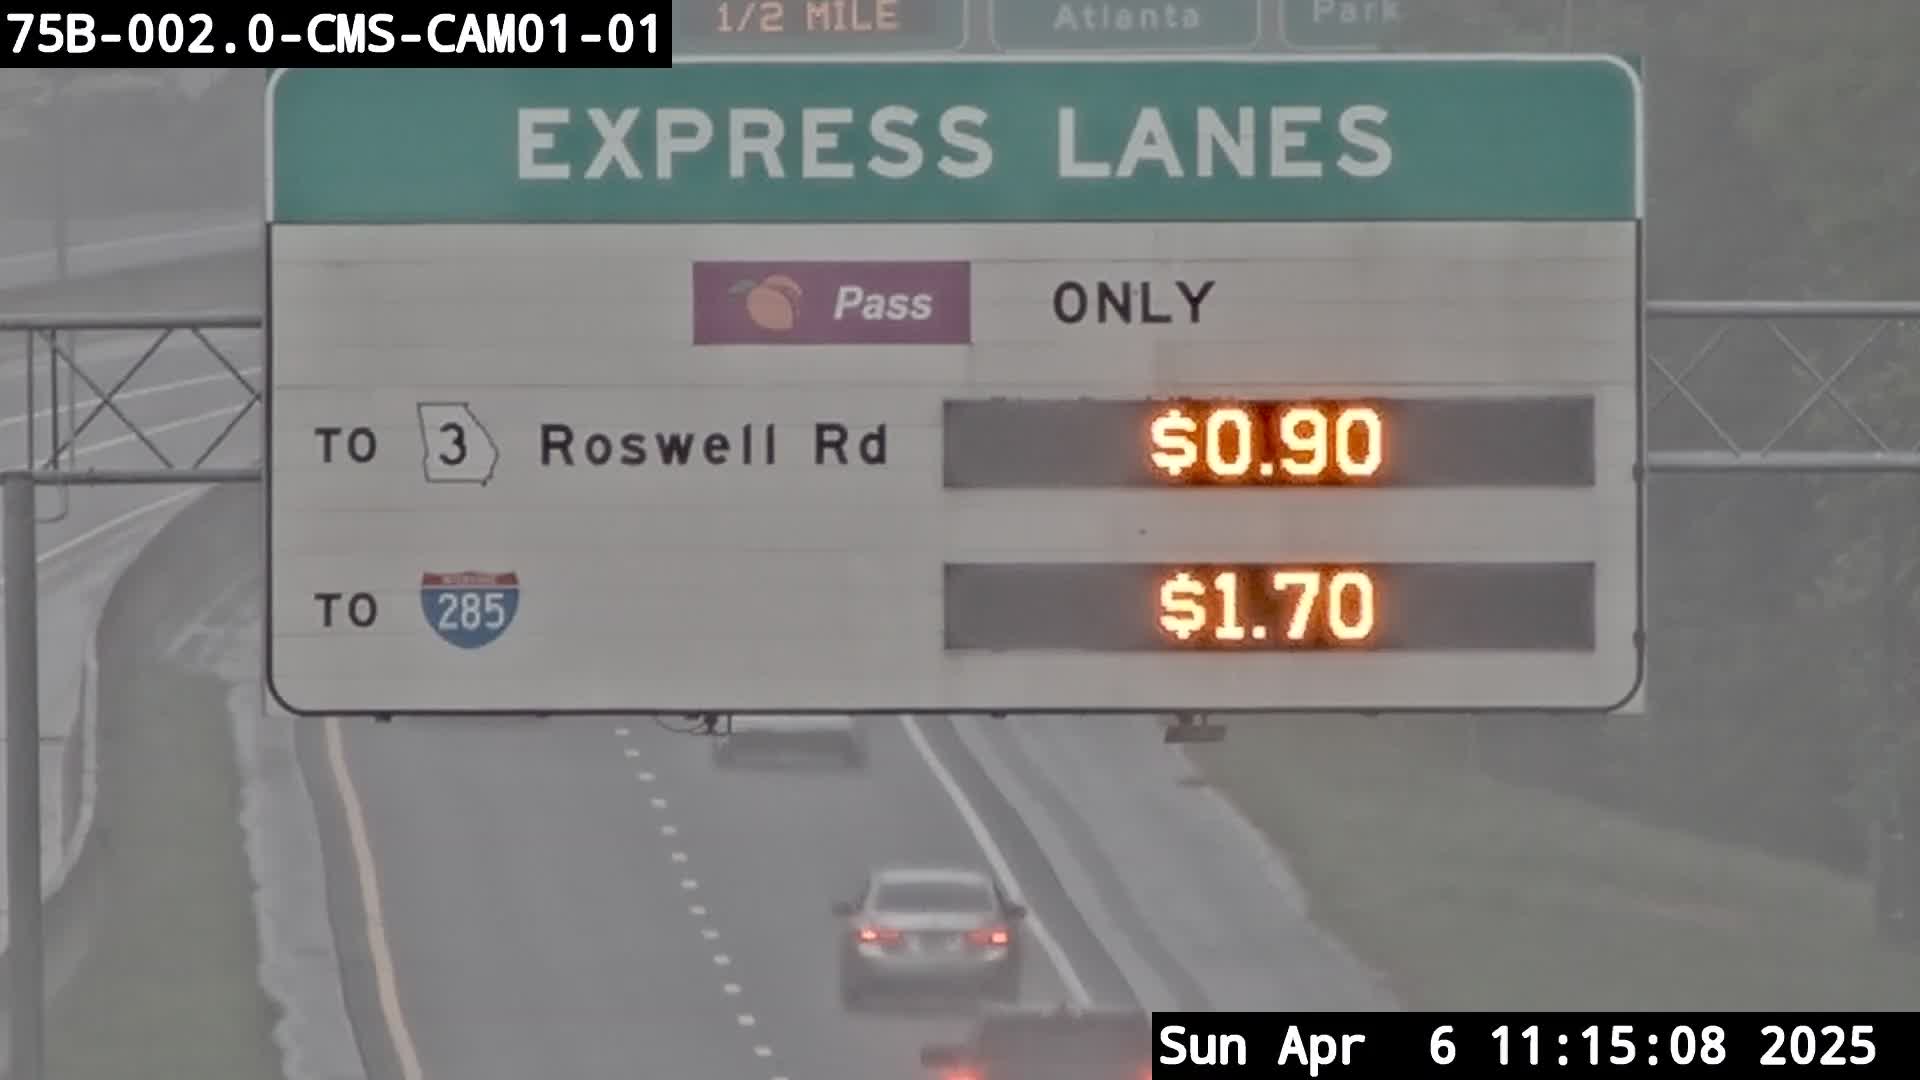 75B-002.0-CMS-CAM01-01
1/2 MILE
Atlanta
Park
EXPRESS LANES
Pass ONLY
TO 3 Roswell Rd $0.90
TO 285 $1.70
Sun Apr 6 11:15:08 2025